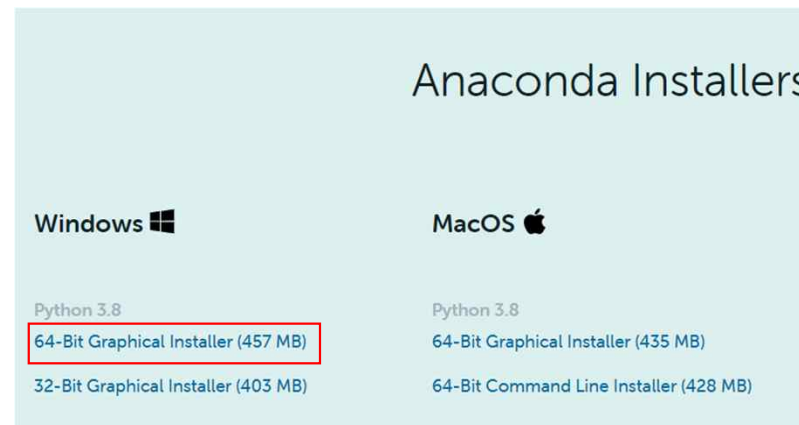 Anaconda Installers
Windows
MacOS
Python 3.8
64-Bit Graphical Installer (457 MB)
32-Bit Graphical Installer (403 MB)
Python 3.8
64-Bit Graphical Installer (435 MB)
64-Bit Command Line Installer (428 MB)